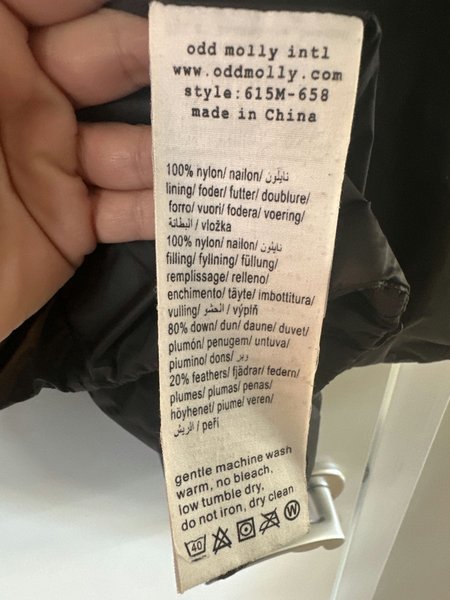 odd molly intl
www.oddmolly.com
style:615M-658
made in China
100% nylon/ nailon/ نايلون
lining/ foder/ futter/ doublure/
forro/ vuori/ fodera/ voering/
البطانة / vložka
100% nylon/ nailon/ نايلون
filling/ fyllning/ füllung/
remplissage/ relleno/
enchimento/ täyte/ imbottitura/
vulling/ الحشو / výplň
80% down/ dun/ daune/ duvet/
plumón/ penugem/ untuva/
piumino/ dons/ وبر
20% feathers/ fjädrar/ federn/
plumes/ plumas/ penas/
höyhenet/ piume/ veren/
الريش / peří
gentle machine wash
warm, no bleach,
low tumble dry,
do not iron, dry clean
40 W